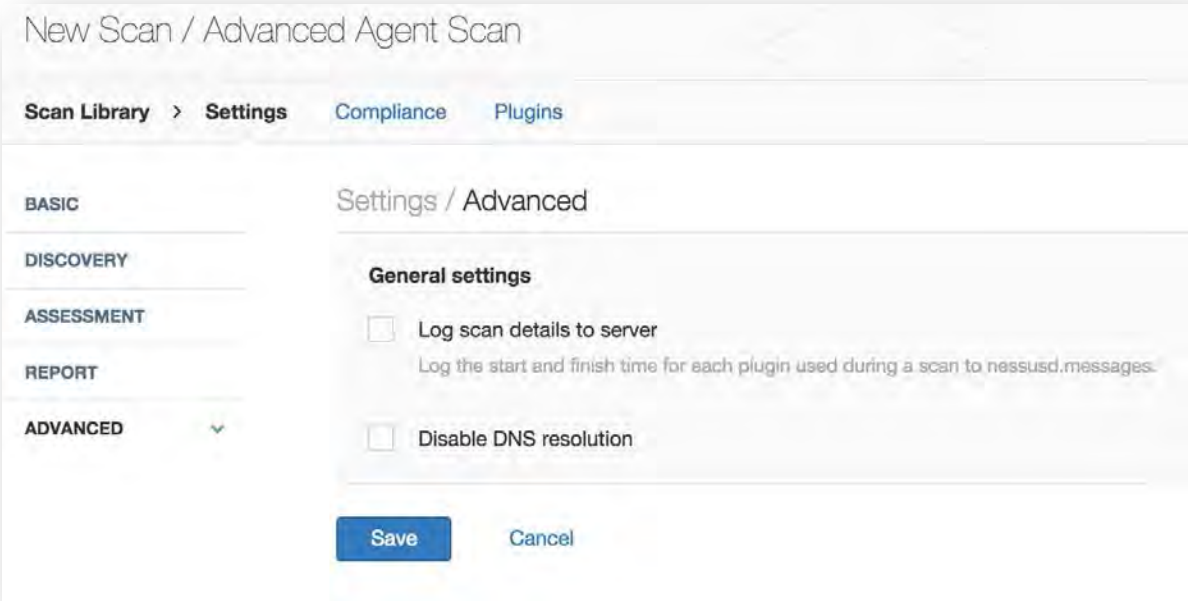 New Scan / Advanced Agent Scan
Scan Library > Settings Compliance Plugins
BASIC
DISCOVERY
ASSESSMENT
REPORT
ADVANCED
Settings / Advanced
General settings
Log scan details to server
Log the start and finish time for each plugin used during a scan to nessusd.messages.
Disable DNS resolution
Save Cancel